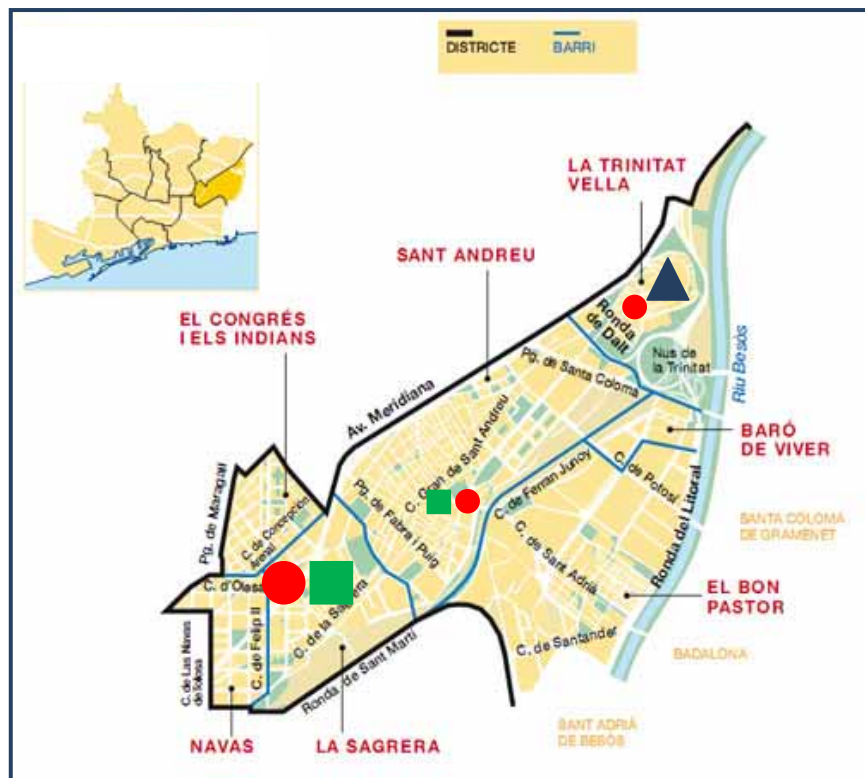 DISTRICTE
BARRI
LA TRINITAT
VELLA
SANT ANDREU
EL CONGRÉS
I ELS INDIANS
Ronda
de Dalt
Nus de
la Trinitat
Pg. de Santa Coloma
Riu Besòs
Av. Meridiana
BARÓ
DE VIVER
C. Gran de Sant Andreu
C. de Potosí
C. de Ferran Junoy
Pg. de Maragall
C. de Concepción
Arenal
Pg. de Fabra i Puig
Ronda del Litoral
SANTA COLOMA
DE GRAMENET
C. de Sant Adrià
C. d'Olesa
EL BON
PASTOR
C. de la Sagrera
C. de Felip II
C. de Las Navas
de Tolosa
C. de Santander
Ronda de Sant Martí
BADALONA
NAVAS
LA SAGRERA
SANT ADRIÀ
DE BESÒS